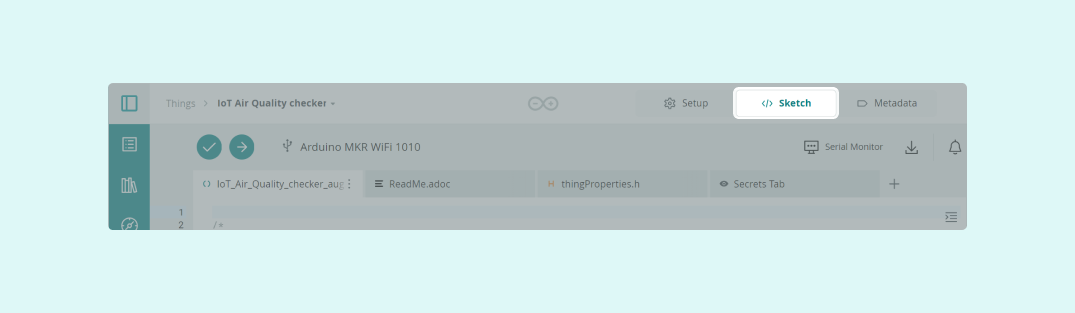 Things > IoT Air Quality checker
Setup
</> Sketch
Metadata
Arduino MKR WiFi 1010
Serial Monitor
IoT_Air_Quality_checker_aug
ReadMe.adoc
H thingProperties.h
Secrets Tab
1
2 /*